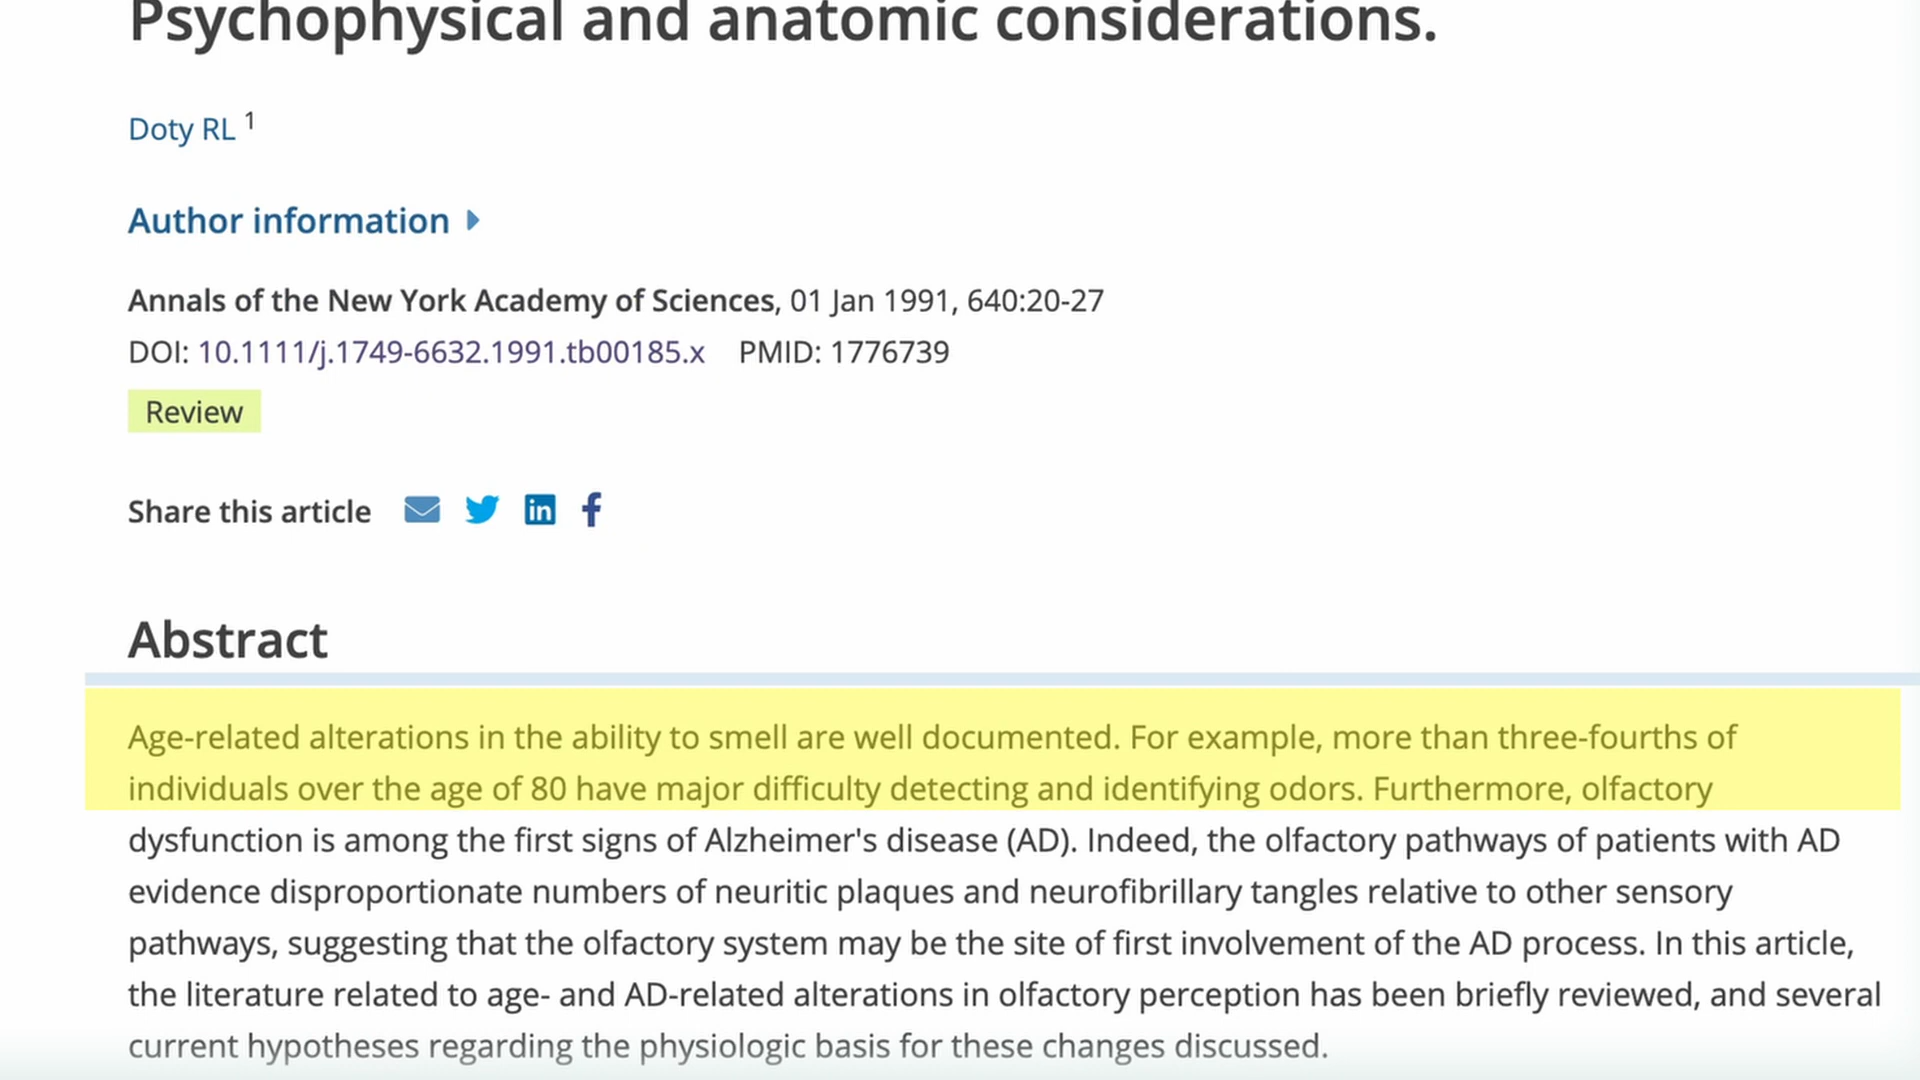 Psychophysical and anatomic considerations.
Doty RL 1
Author information
Annals of the New York Academy of Sciences, 01 Jan 1991, 640:20-27
DOI: 10.1111/j.1749-6632.1991.tb00185.x PMID: 1776739
Review
Share this article
Abstract
Age-related alterations in the ability to smell are well documented. For example, more than three-fourths of
individuals over the age of 80 have major difficulty detecting and identifying odors. Furthermore, olfactory
dysfunction is among the first signs of Alzheimer's disease (AD). Indeed, the olfactory pathways of patients with AD
evidence disproportionate numbers of neuritic plaques and neurofibrillary tangles relative to other sensory
pathways, suggesting that the olfactory system may be the site of first involvement of the AD process. In this article,
the literature related to age- and AD-related alterations in olfactory perception has been briefly reviewed, and several
current hypotheses regarding the physiologic basis for these changes discussed.